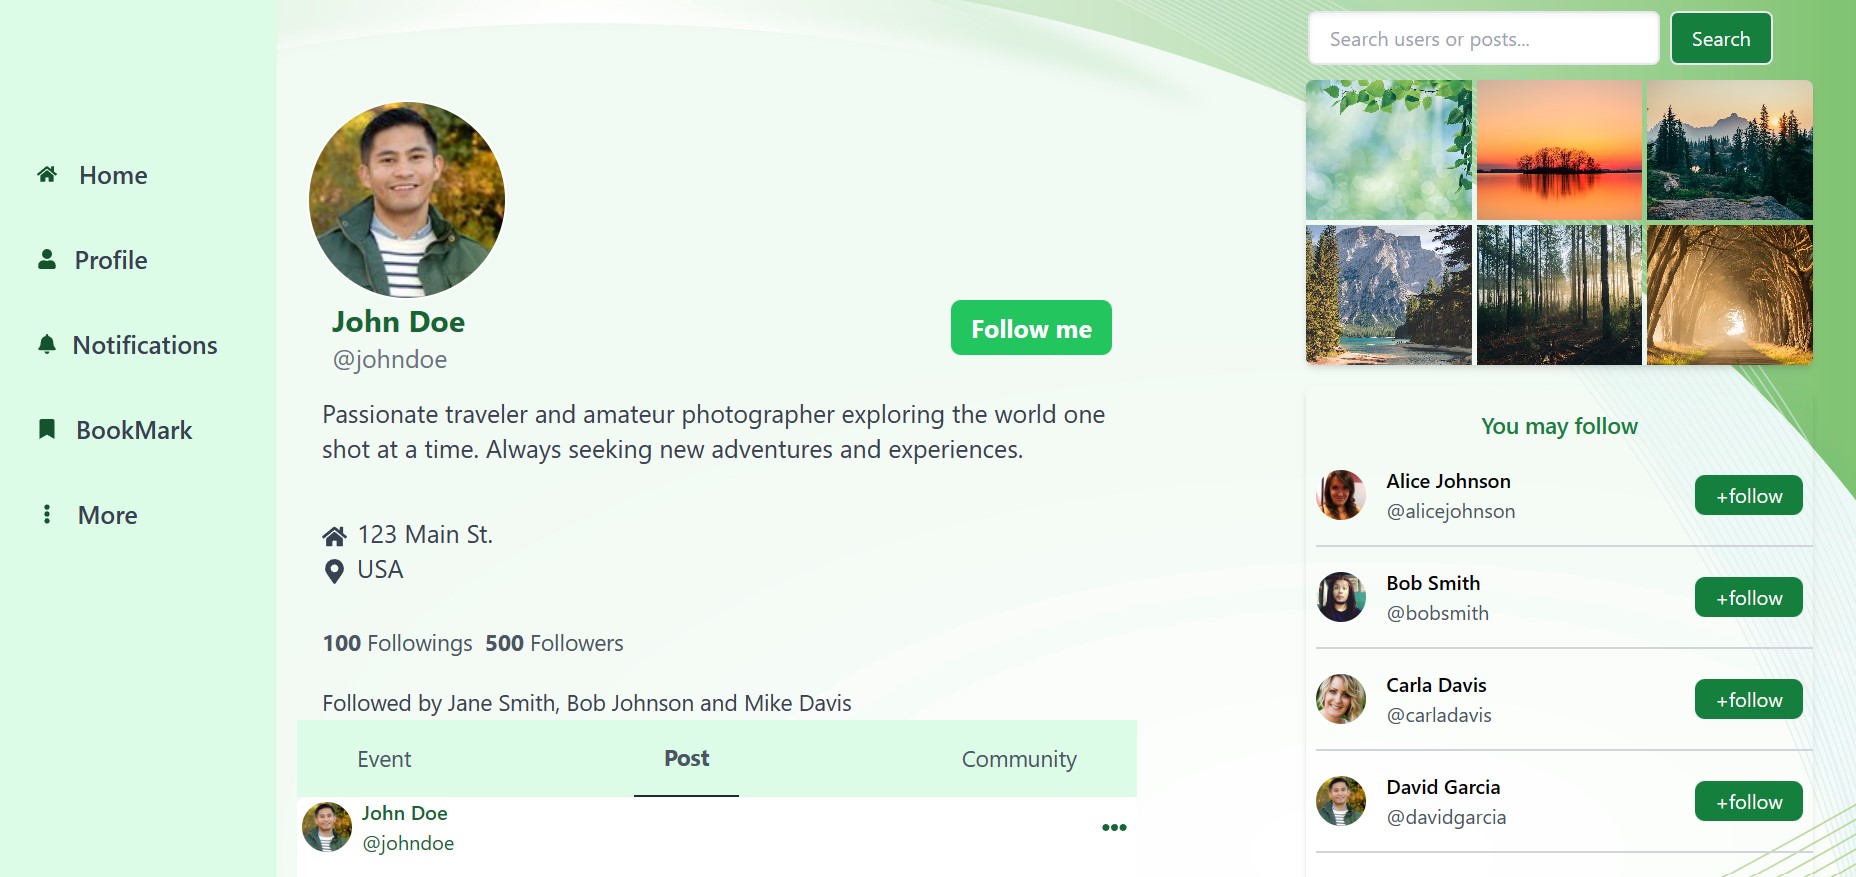 Home
Profile
Notifications
BookMark
More
John Doe
@johndoe
Follow me
Passionate traveler and amateur photographer exploring the world one
shot at a time. Always seeking new adventures and experiences.
123 Main St.
USA
100 Followings 500 Followers
Followed by Jane Smith, Bob Johnson and Mike Davis
Event Post Community
John Doe
@johndoe
Search users or posts...
Search
You may follow
Alice Johnson
@alicejohnson
+follow
Bob Smith
@bobsmith
+follow
Carla Davis
@carladavis
+follow
David Garcia
@davidgarcia
+follow